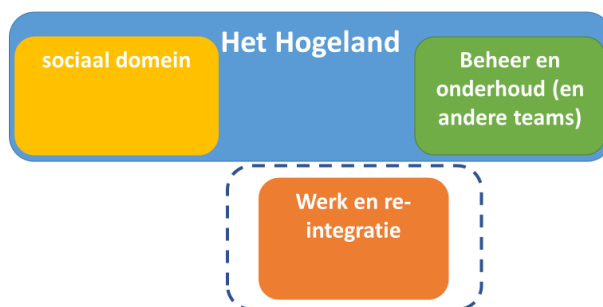 Het Hogeland
sociaal domein
Beheer en
onderhoud (en
andere teams)
Werk en re-
integratie